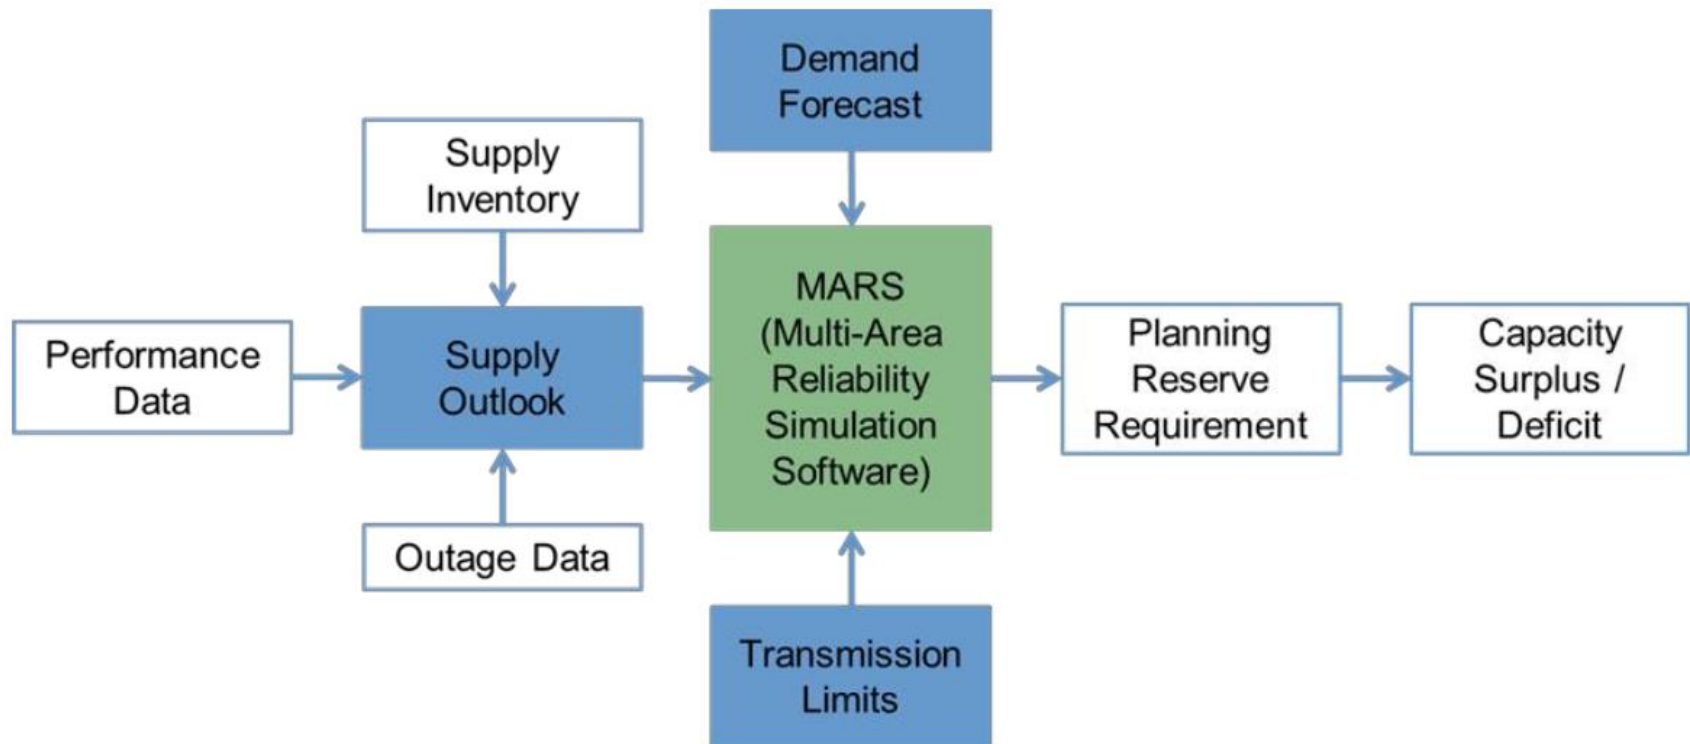 Demand
Forecast
Supply
Inventory
Performance
Data
Supply
Outlook
MARS
(Multi-Area
Reliability
Simulation
Software)
Planning
Reserve
Requirement
Capacity
Surplus /
Deficit
Outage Data
Transmission
Limits